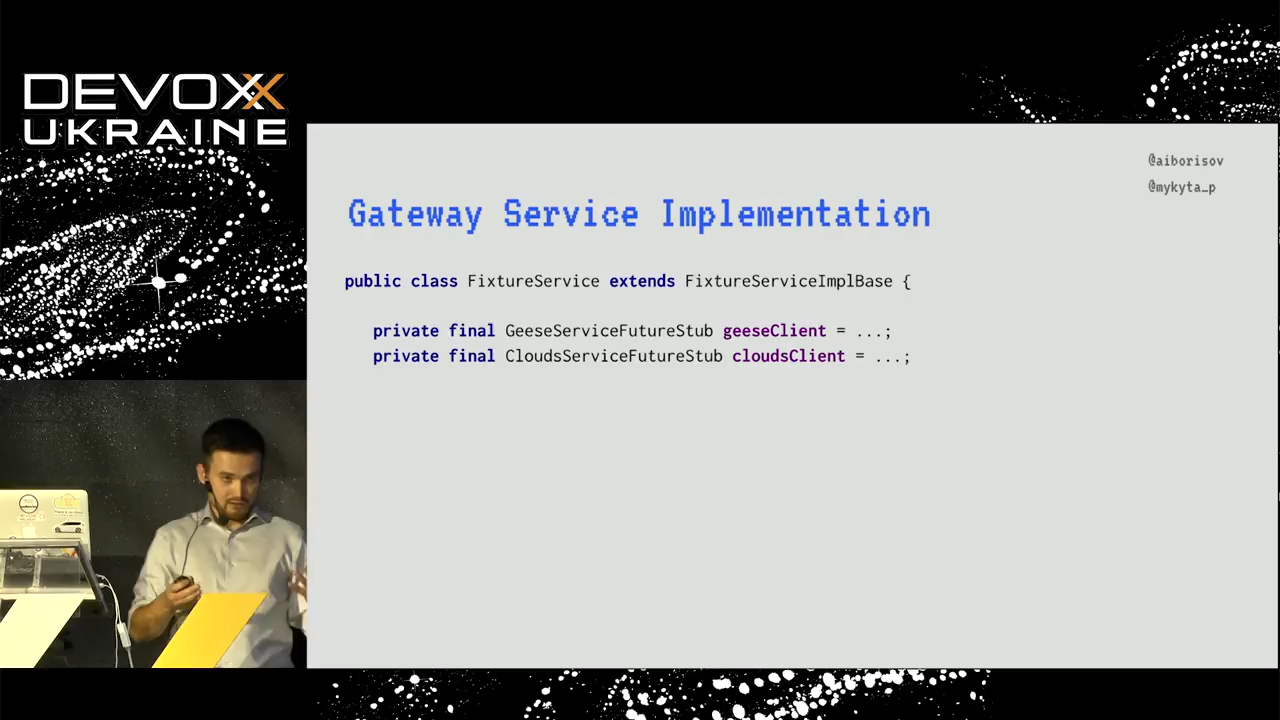 DEVOXX
UKRAINE
@aiborisov
@mykyta_p
Gateway Service Implementation
public class FixtureService extends FixtureServiceImplBase {
private final GeeseServiceFutureStub geeseClient = ...;
private final CloudsServiceFutureStub cloudsClient = ...;